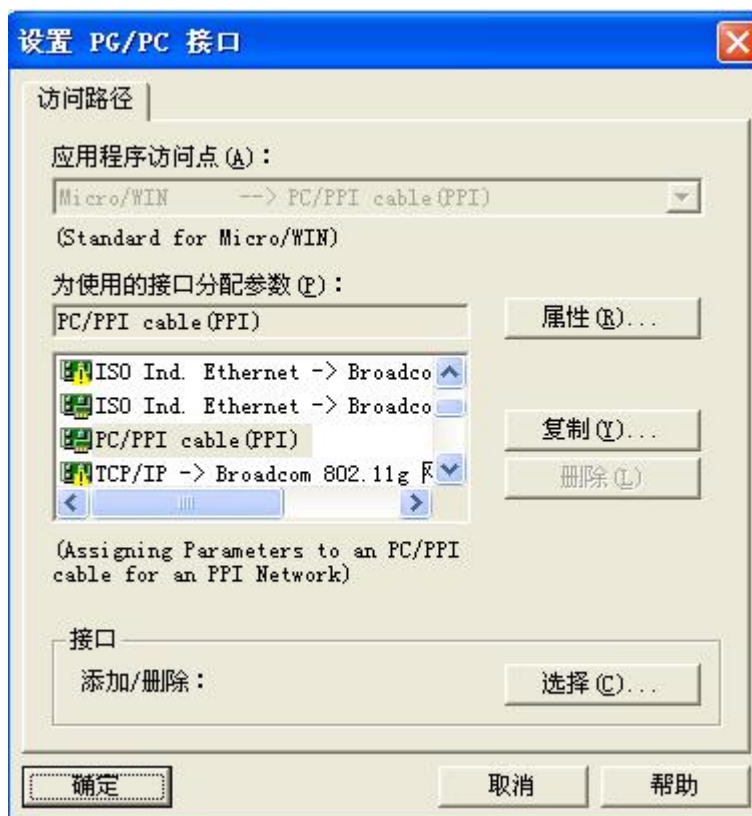 设置 PG/PC 接口
访问路径
应用程序访问点(A)：
Micro/WIN --> PC/PPI cable(PPI)
(Standard for Micro/WIN)
为使用的接口分配参数(P)：
PC/PPI cable(PPI)
属性(R)...
ISO Ind. Ethernet -> Broadco
ISO Ind. Ethernet -> Broadco
PC/PPI cable(PPI)
TCP/IP -> Broadcom 802.11g
复制(Y)...
删除(L)
(Assigning Parameters to an PC/PPI
cable for an PPI Network)
接口
添加/删除：
选择(C)...
确定
取消
帮助